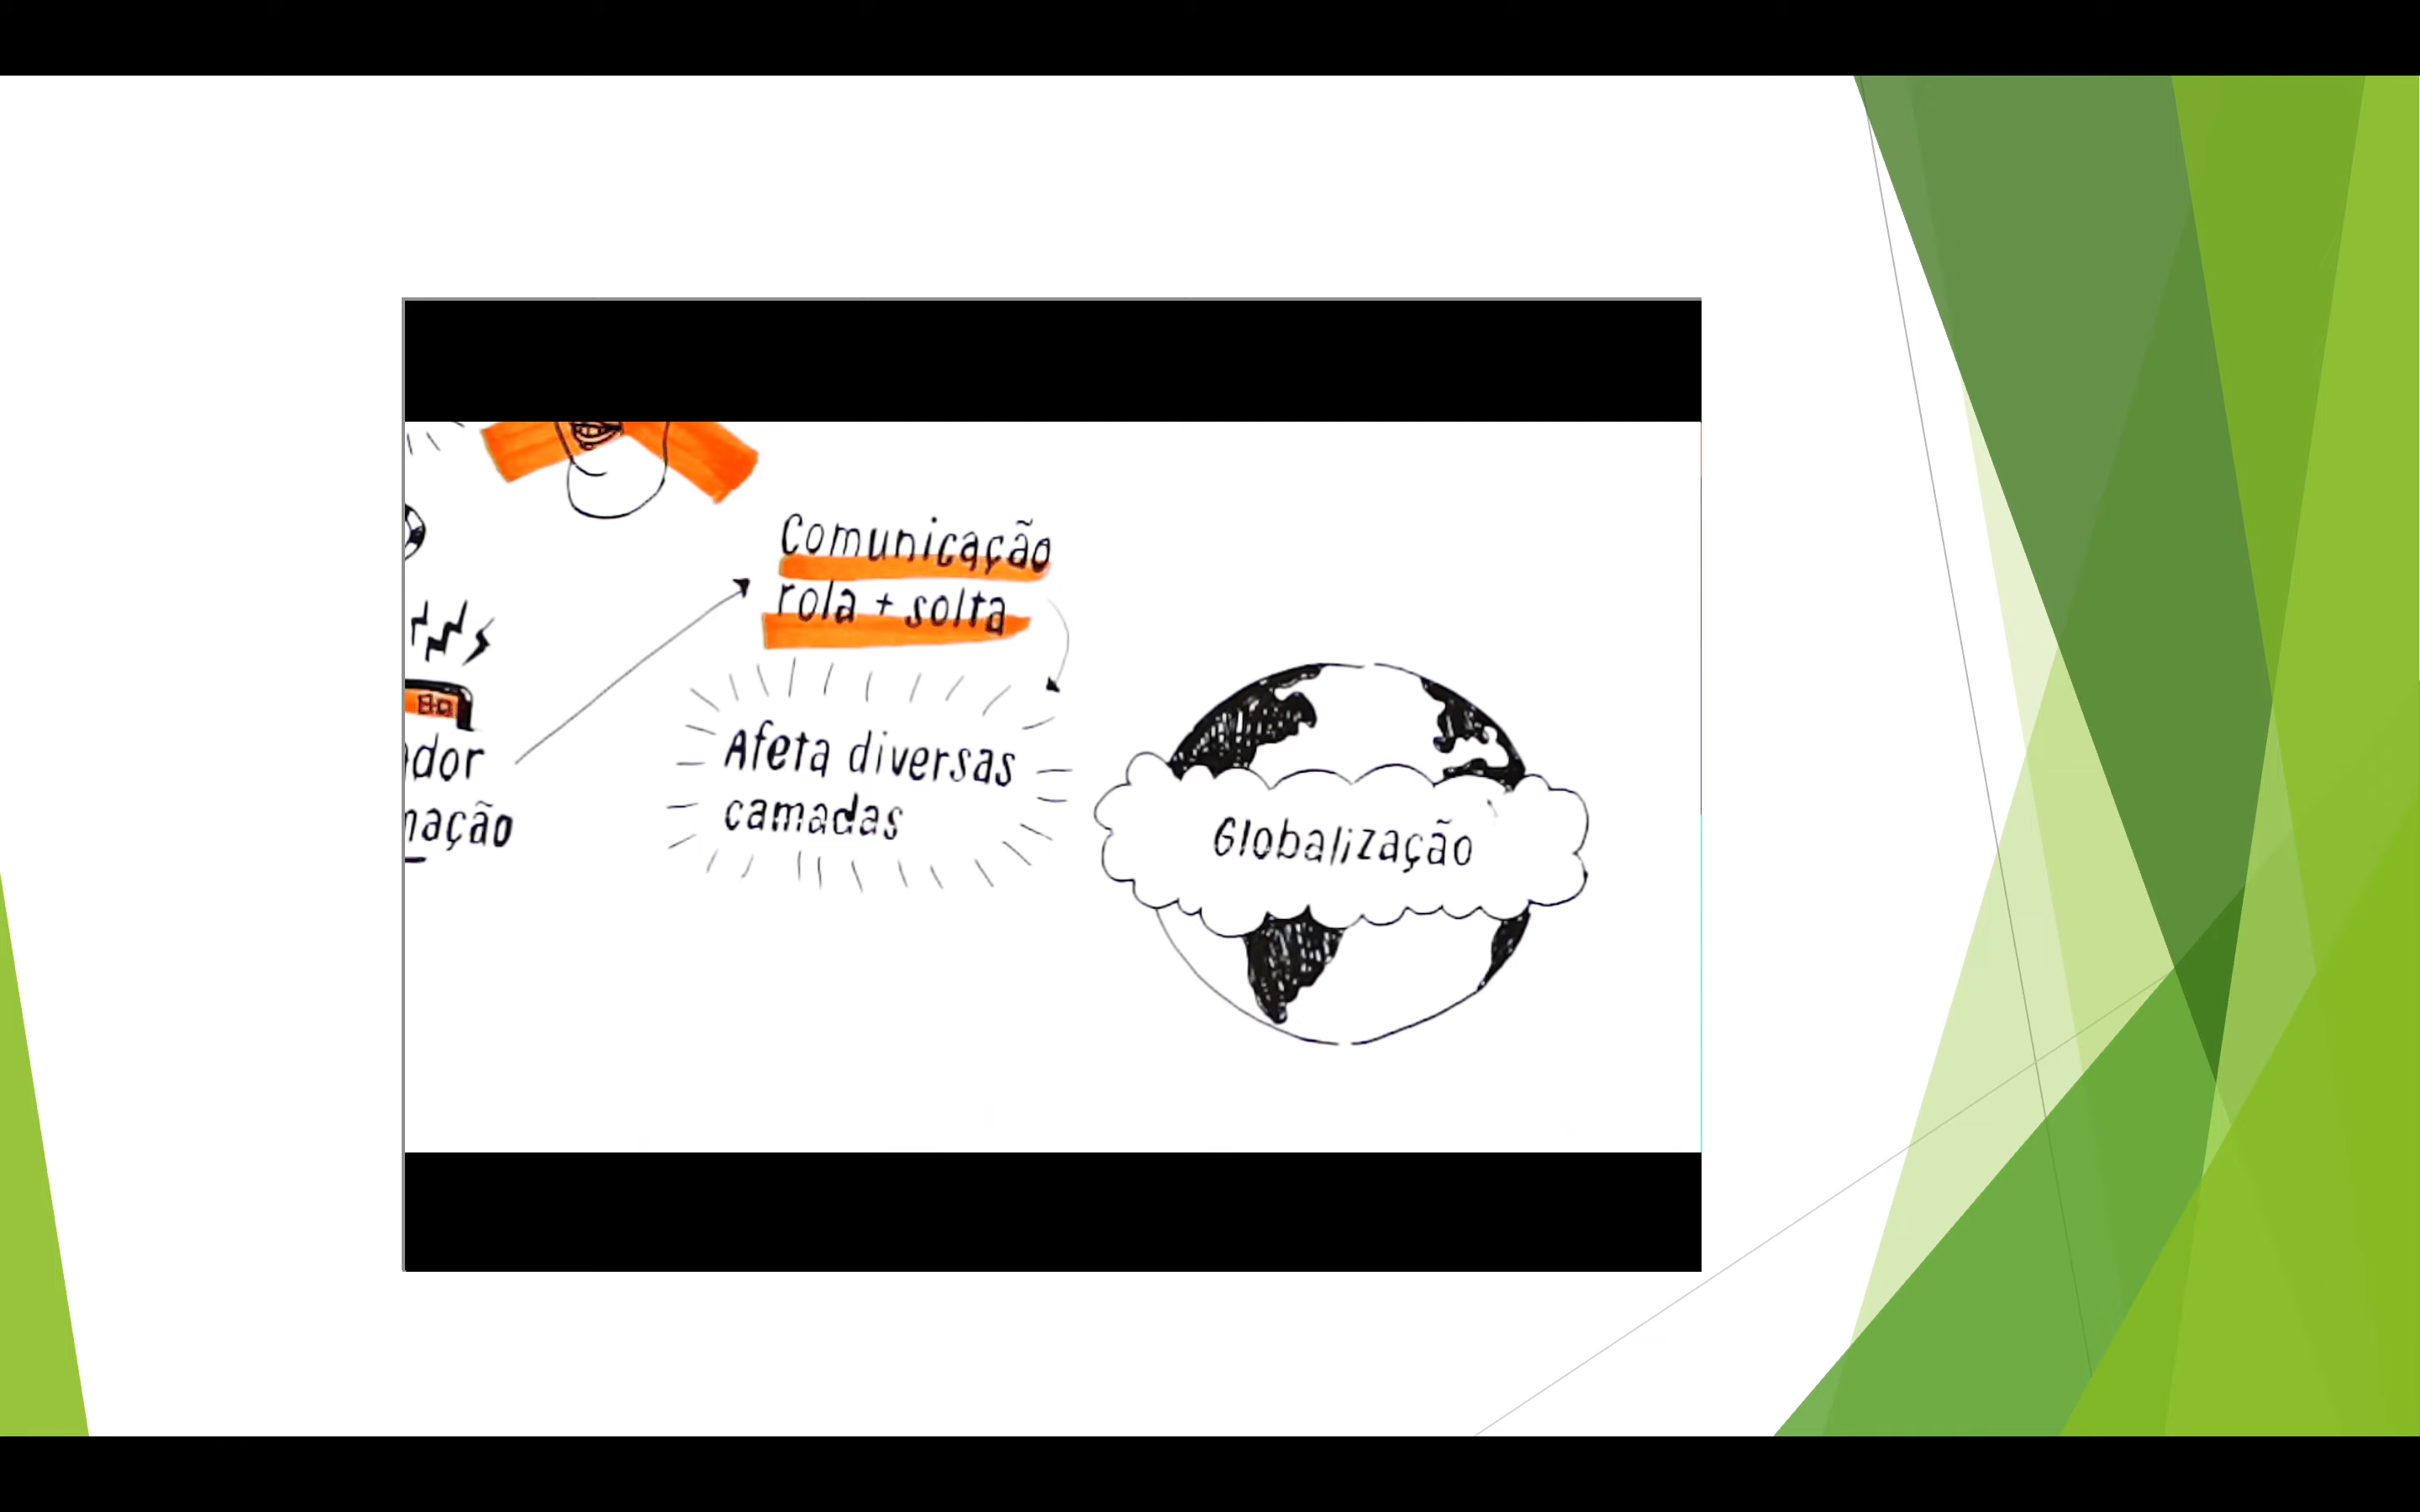 Comunicação
rola + solta
Afeta diversas
camadas
Globalização